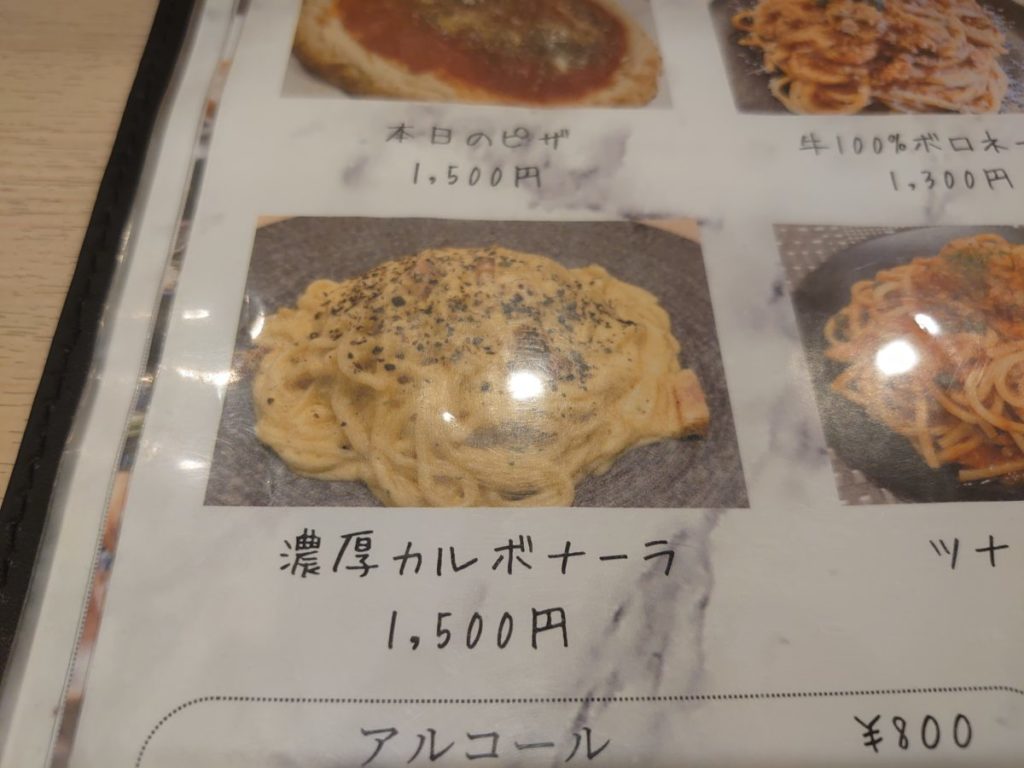 本日のピザ
1,500円
牛100%ボロネー
1,300円
濃厚カルボナーラ
1,500円
ツナ
アルコール
¥800